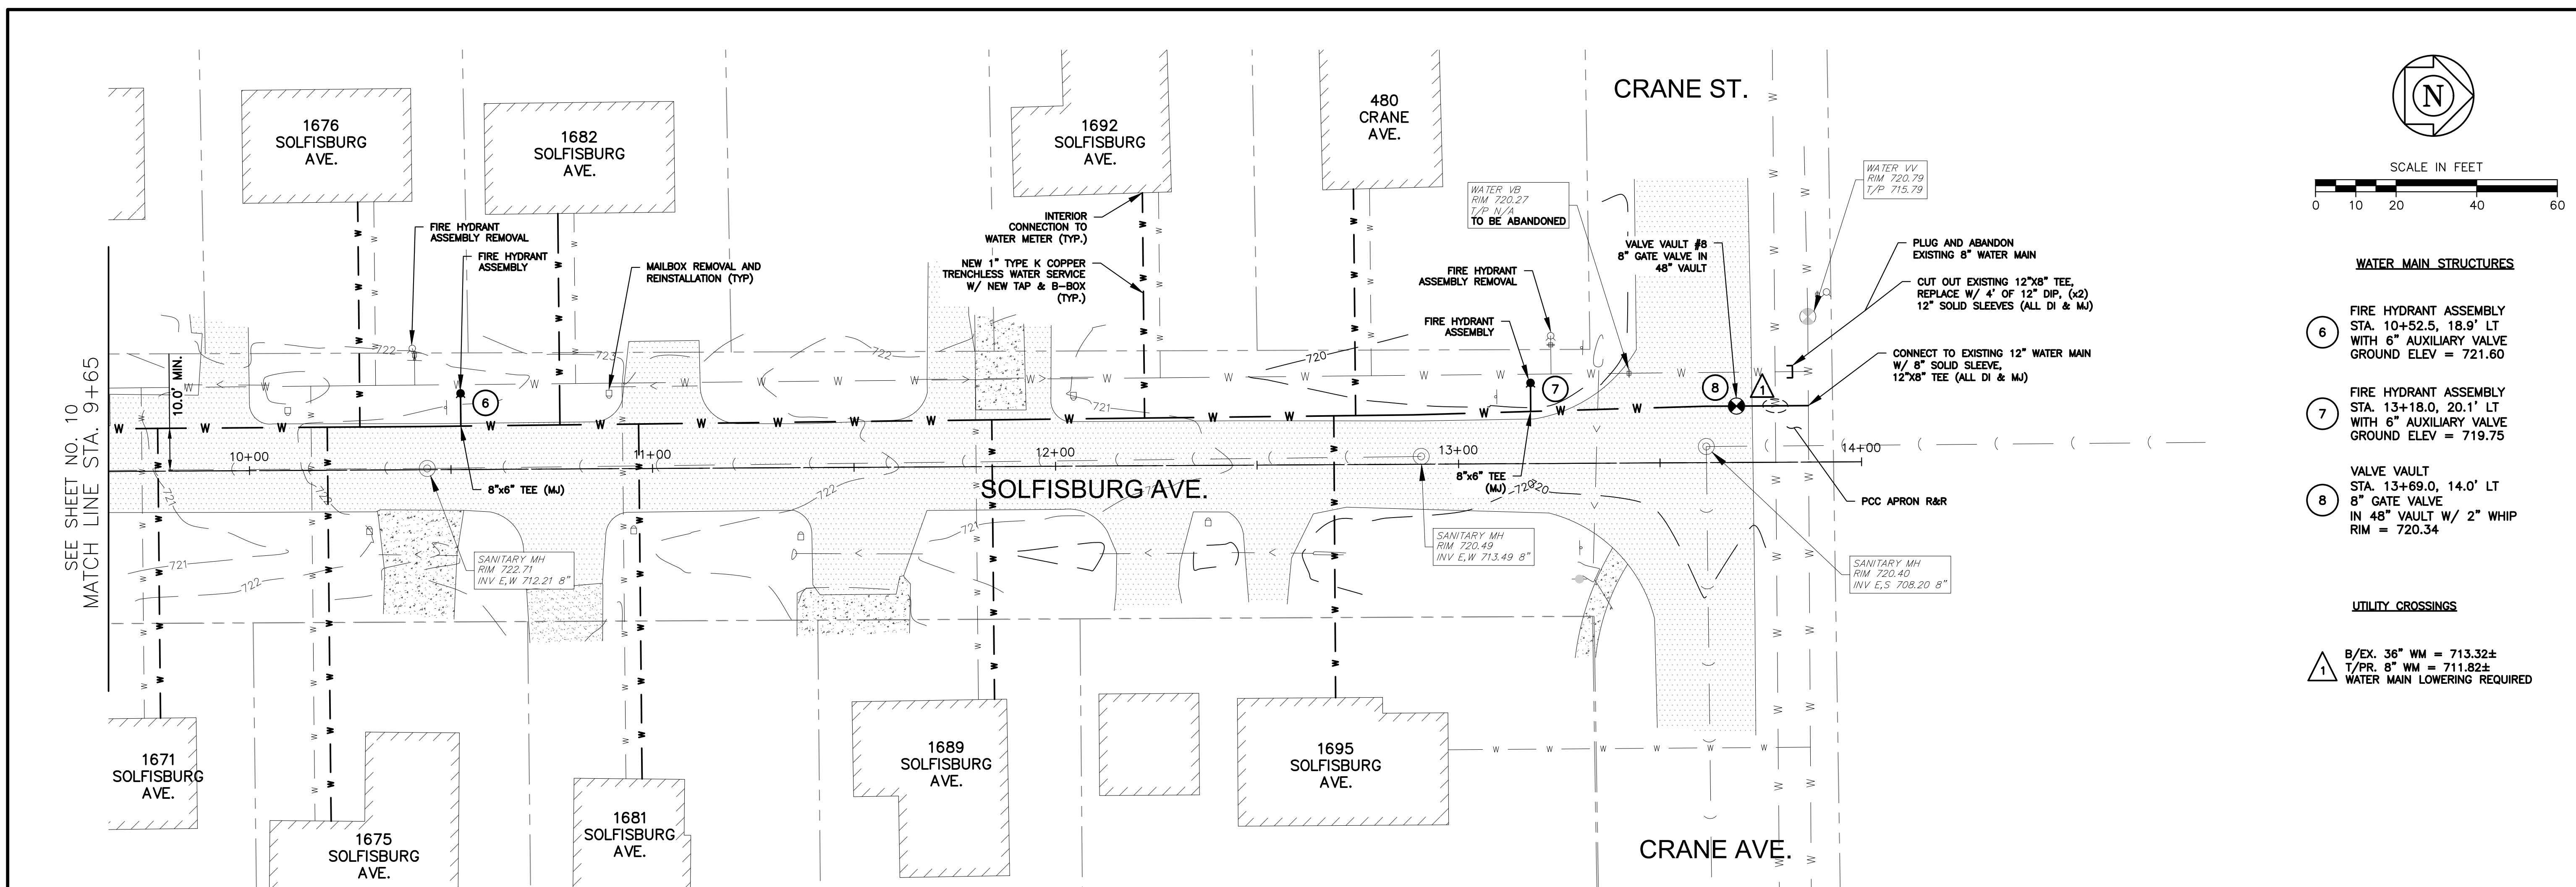 CRANE ST.
1676
SOLFISBURG
AVE.
1682
SOLFISBURG
AVE.
1692
SOLFISBURG
AVE.
480
CRANE
AVE.
N
SCALE IN FEET
0 10 20 40 60
WATER VV
RIM 720.79
T/P 715.79
WATER VB
RIM 720.27
T/P N/A
TO BE ABANDONED
FIRE HYDRANT
ASSEMBLY REMOVAL
FIRE HYDRANT
ASSEMBLY
MAILBOX REMOVAL AND
REINSTALLATION (TYP)
INTERIOR
CONNECTION TO
WATER METER (TYP.)
NEW 1" TYPE K COPPER
TRENCHLESS WATER SERVICE
W/ NEW TAP & B-BOX
(TYP.)
FIRE HYDRANT
ASSEMBLY REMOVAL
FIRE HYDRANT
ASSEMBLY
VALVE VAULT #8
8" GATE VALVE IN
48" VAULT
PLUG AND ABANDON
EXISTING 8" WATER MAIN
CUT OUT EXISTING 12"X8" TEE,
REPLACE W/ 4' OF 12" DIP, (x2)
12" SOLID SLEEVES (ALL DI & MJ)
CONNECT TO EXISTING 12" WATER MAIN
W/ 8" SOLID SLEEVE,
12"X8" TEE (ALL DI & MJ)
PCC APRON R&R
WATER MAIN STRUCTURES
6
FIRE HYDRANT ASSEMBLY
STA. 10+52.5, 18.9' LT
WITH 6" AUXILIARY VALVE
GROUND ELEV = 721.60
7
FIRE HYDRANT ASSEMBLY
STA. 13+18.0, 20.1' LT
WITH 6" AUXILIARY VALVE
GROUND ELEV = 719.75
8
VALVE VAULT
STA. 13+69.0, 14.0' LT
8" GATE VALVE
IN 48" VAULT W/ 2" WHIP
RIM = 720.34
UTILITY CROSSINGS
1
B/EX. 36" WM = 713.32±
T/PR. 8" WM = 711.82±
WATER MAIN LOWERING REQUIRED
SEE SHEET NO. 10
MATCH LINE STA. 9+65
10.0' MIN.
722
723
722
720
721
6
7
8
1
10+00
11+00
12+00
13+00
14+00
8"x6" TEE (MJ)
SOLFISBURG AVE.
8"x6" TEE
(MJ)
720
720
721
722
722
722
721
721
722
SANITARY MH
RIM 722.71
INV E,W 712.21 8"
SANITARY MH
RIM 720.49
INV E,W 713.49 8"
SANITARY MH
RIM 720.40
INV E,S 708.20 8"
1671
SOLFISBURG
AVE.
1675
SOLFISBURG
AVE.
1681
SOLFISBURG
AVE.
1689
SOLFISBURG
AVE.
1695
SOLFISBURG
AVE.
CRANE AVE.